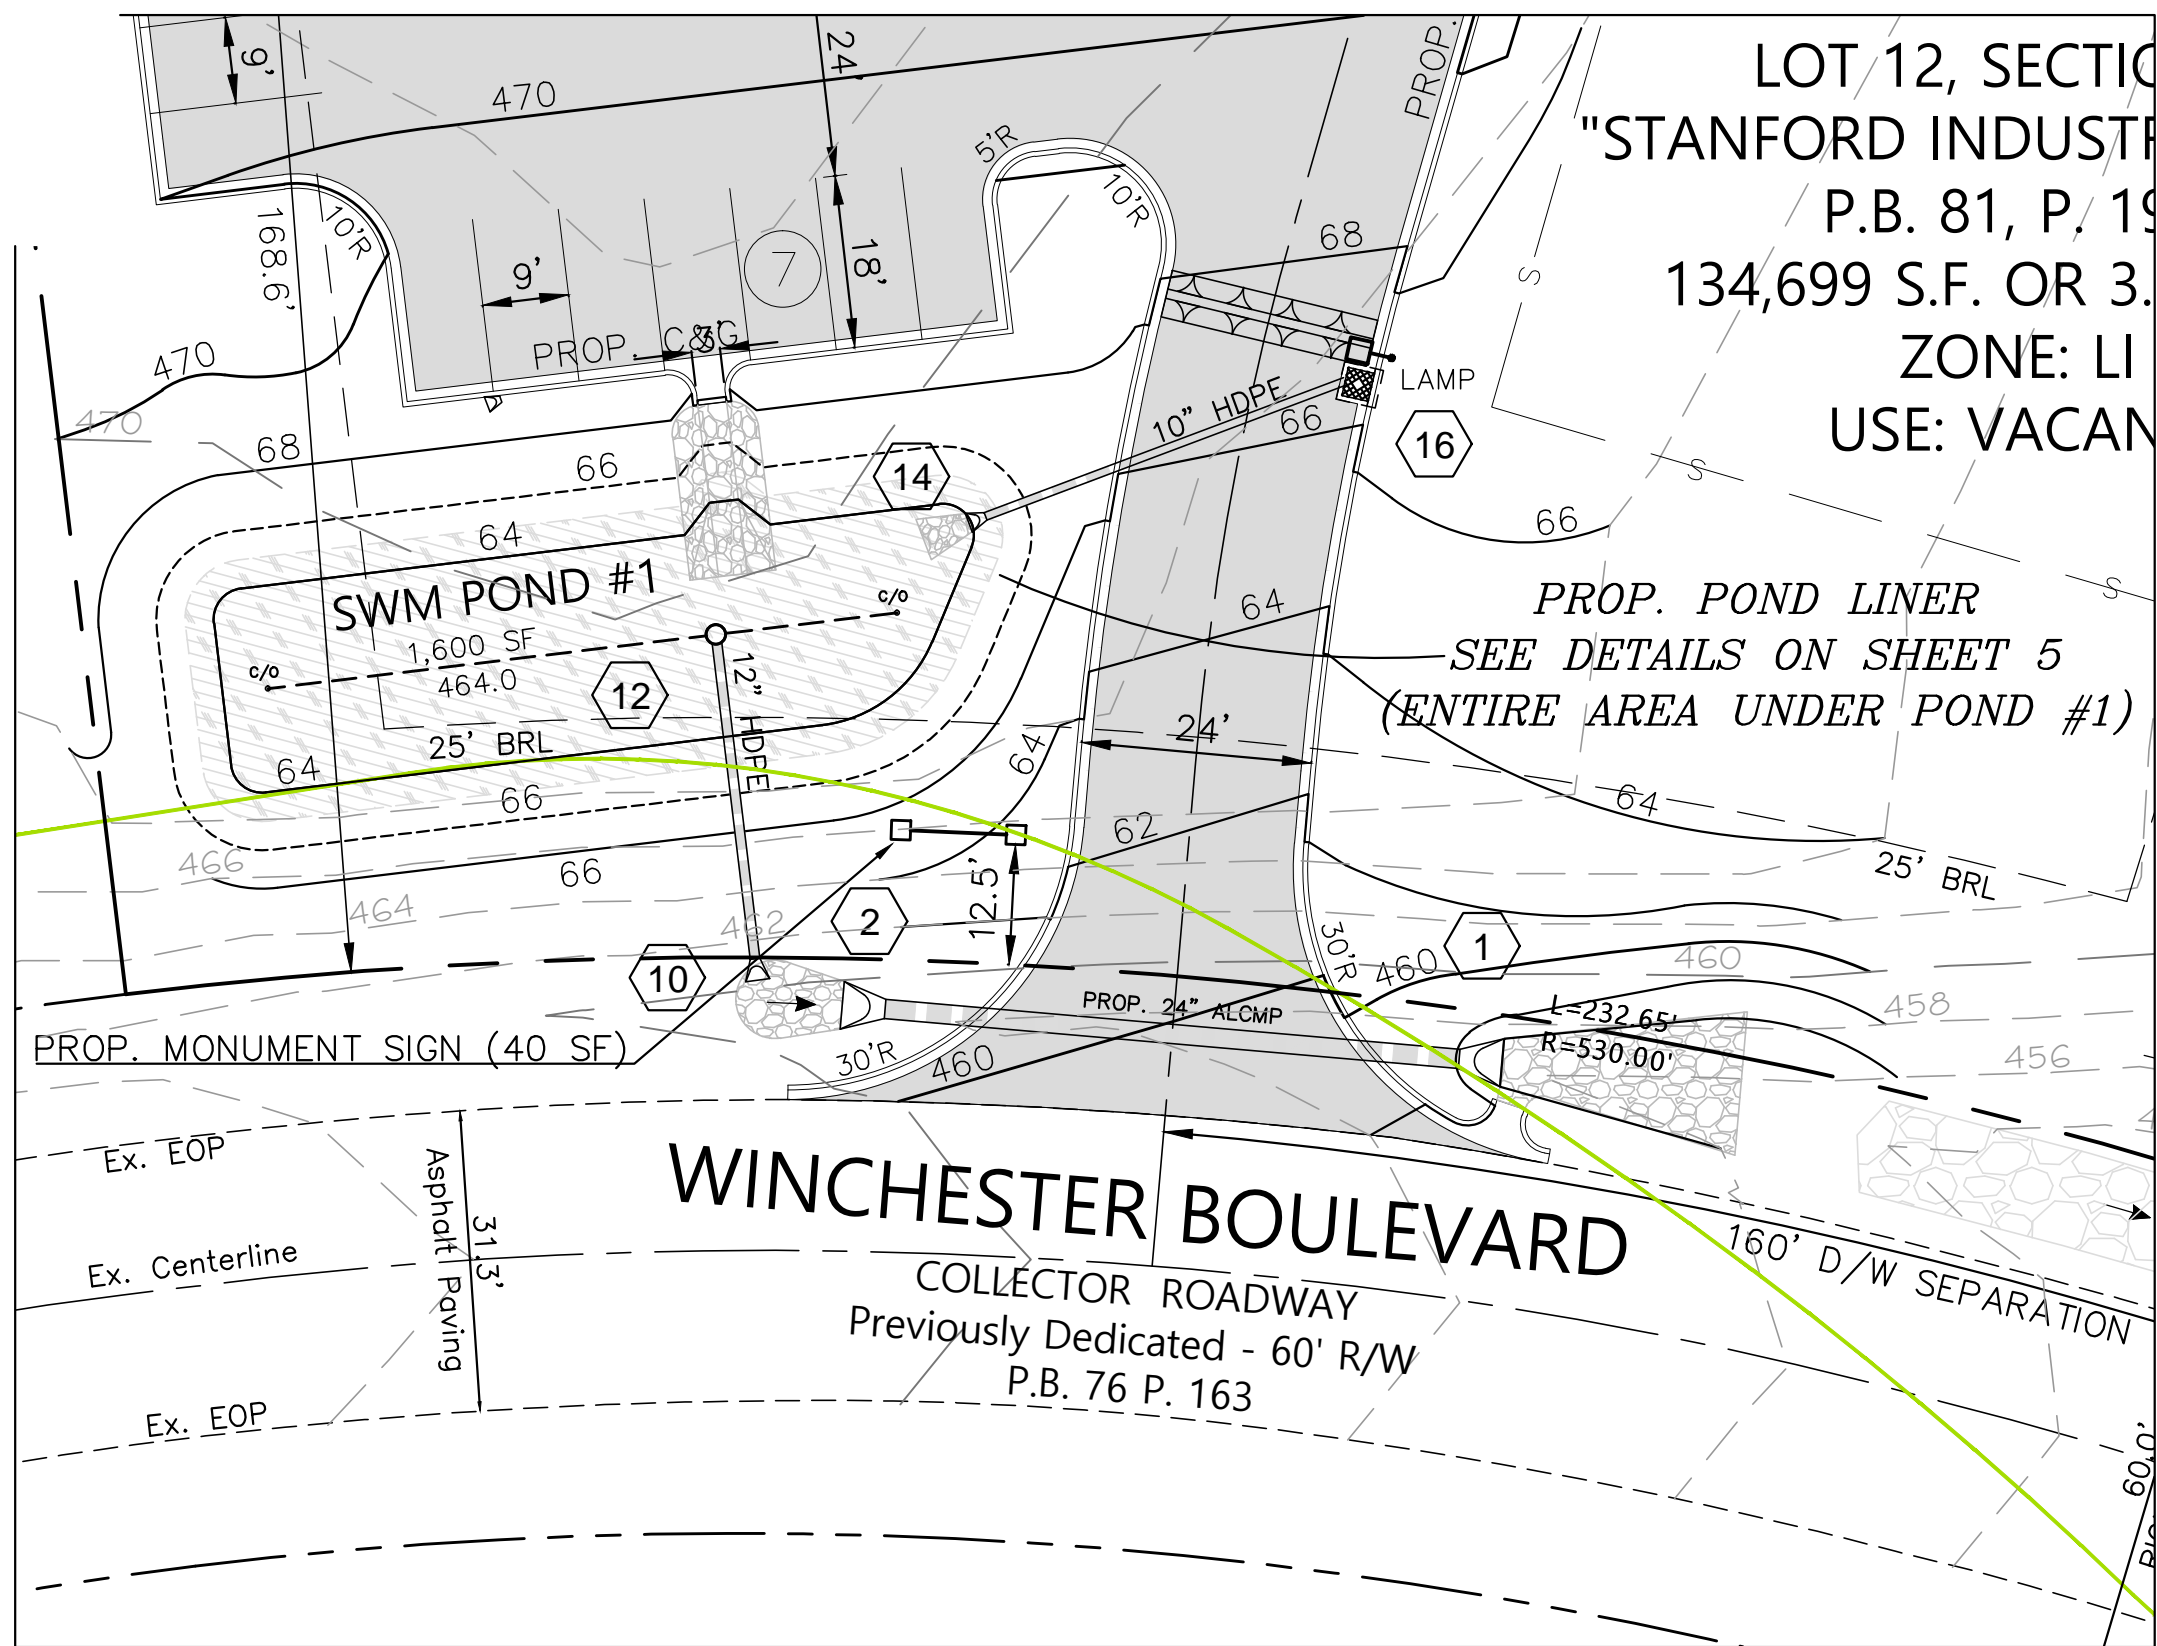 LOT 12, SECTIO
"STANFORD INDUSTR
P.B. 81, P. 19
134,699 S.F. OR 3.
ZONE: LI
USE: VACAN
9'
24'
470
PROP.
5'R
10'R
10'R
168.6'
7
18'
9'
68
PROP. C&G
3'
S
470
470
LAMP
10" HDPE
66
16
68
66
14
S
66
64
S
SWM POND #1
1,600 SF
464.0
c/o
c/o
12
12" HDPE
64
PROP. POND LINER
SEE DETAILS ON SHEET 5
(ENTIRE AREA UNDER POND #1)
25' BRL
64
24'
64
66
64
62
66
466
25' BRL
464
462
2
12.5'
10
30'R
460
1
460
458
456
PROP. 24" ALCMP
L=232.65'
R=530.00'
PROP. MONUMENT SIGN (40 SF)
30'R
460
Ex. EOP
Asphalt Paving
31.3'
WINCHESTER BOULEVARD
160' D/W SEPARATION
Ex. Centerline
COLLECTOR ROADWAY
Previously Dedicated - 60' R/W
P.B. 76 P. 163
Ex. EOP
60.0'